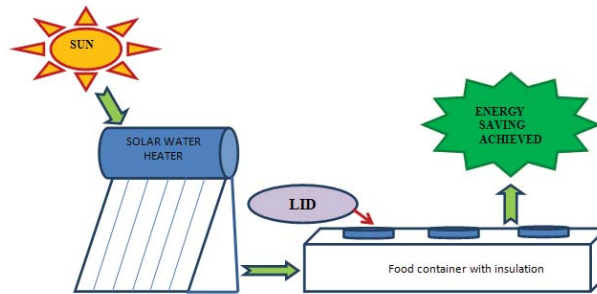 SUN
SOLAR WATER
HEATER
ENERGY
SAVING
ACHIEVED
LID
Food container with insulation